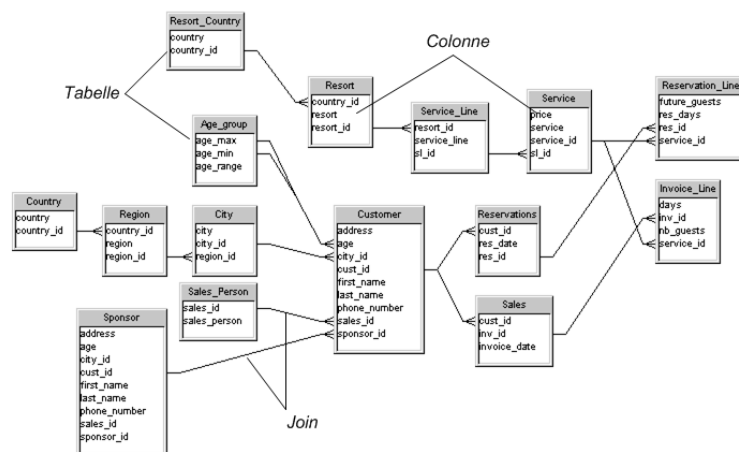 Resort_Country
country
country_id
Colonne
Tabelle
Resort
country_id
resort
resort_id
Service_Line
resort_id
service_line
sl_id
Service
price
service
service_id
sl_id
Reservation_Line
future_guests
res_days
res_id
service_id
Age_group
age_max
age_min
age_range
Country
country
country_id
Region
country_id
region
region_id
City
city
city_id
region_id
Customer
address
age
city_id
cust_id
first_name
last_name
phone_number
sales_id
sponsor_id
Reservations
cust_id
res_date
res_id
Invoice_Line
days
inv_id
nb_guests
service_id
Sales_Person
sales_id
sales_person
Sales
cust_id
inv_id
invoice_date
Sponsor
address
age
city_id
cust_id
first_name
last_name
phone_number
sales_id
sponsor_id
Join